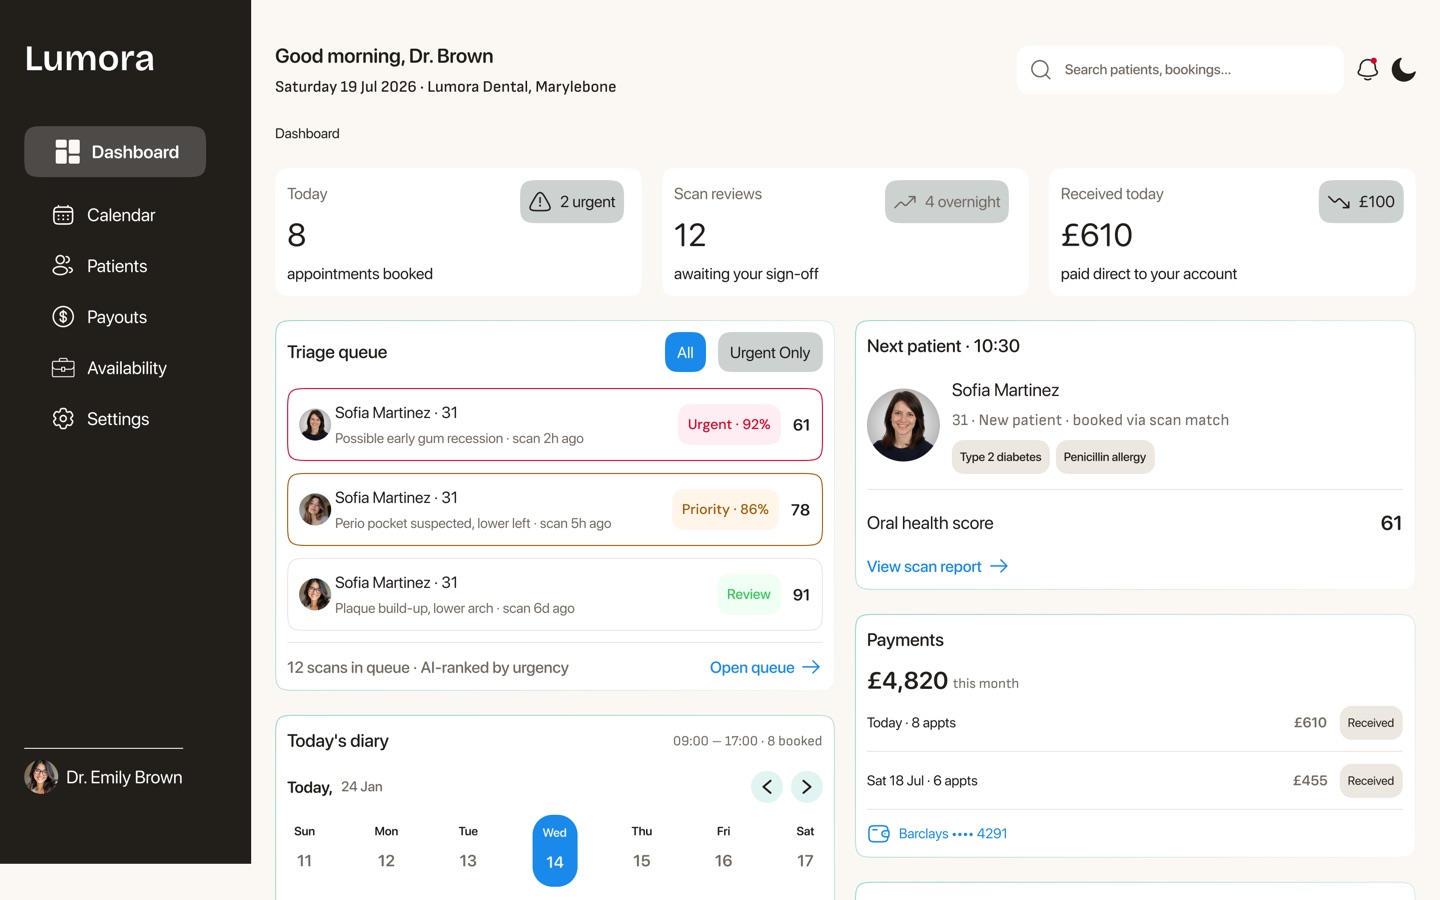 Lumora
Dashboard
Calendar
Patients
Payouts
Availability
Settings
Dr. Emily Brown
Good morning, Dr. Brown
Saturday 19 Jul 2026 · Lumora Dental, Marylebone
Search patients, bookings...
Dashboard
Today
2 urgent
8
appointments booked
Scan reviews
4 overnight
12
awaiting your sign-off
Received today
£100
£610
paid direct to your account
Triage queue
All
Urgent Only
Sofia Martinez · 31
Possible early gum recession · scan 2h ago
Urgent · 92%
61
Sofia Martinez · 31
Perio pocket suspected, lower left · scan 5h ago
Priority · 86%
78
Sofia Martinez · 31
Plaque build-up, lower arch · scan 6d ago
Review
91
12 scans in queue · AI-ranked by urgency
Open queue
Today's diary
09:00 – 17:00 · 8 booked
Today, 24 Jan
Sun Mon Tue Wed Thu Fri Sat
11 12 13 14 15 16 17
Next patient · 10:30
Sofia Martinez
31 · New patient · booked via scan match
Type 2 diabetes
Penicillin allergy
Oral health score
61
View scan report
Payments
£4,820 this month
Today · 8 appts
£610
Received
Sat 18 Jul · 6 appts
£455
Received
Barclays •••• 4291